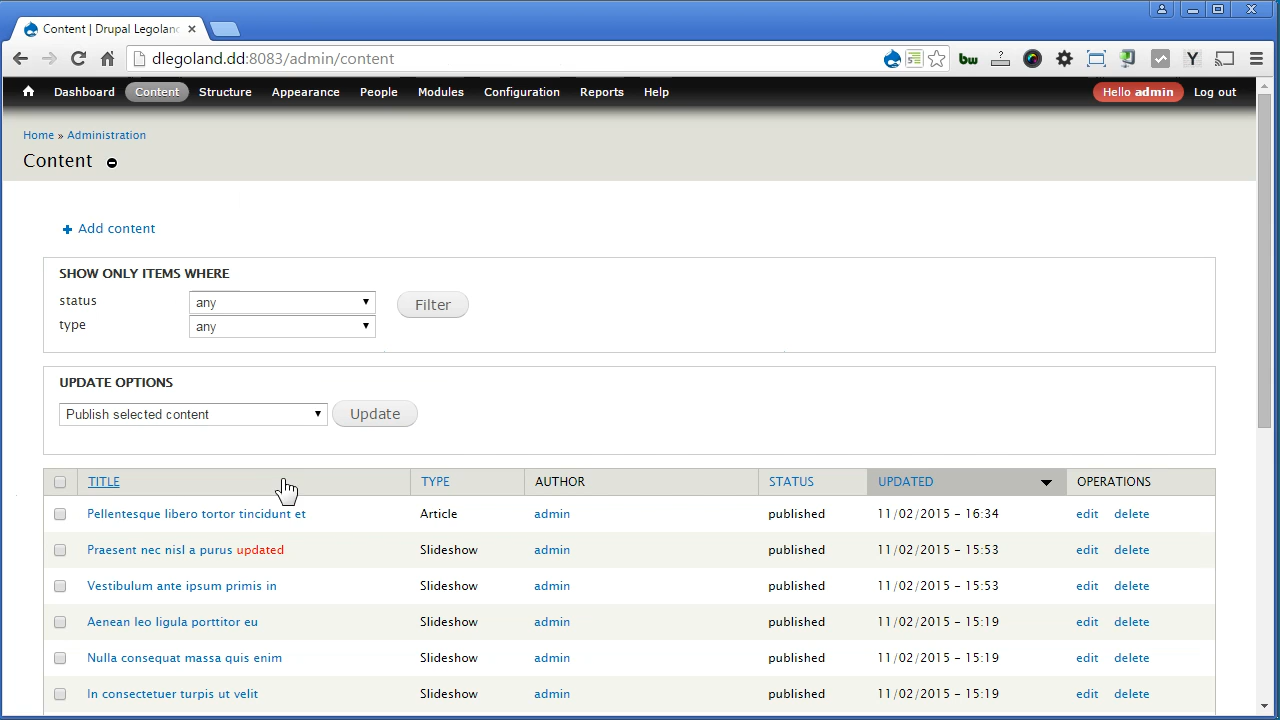 Content | Drupal Legoland
dlegoland.dd:8083/admin/content
bw
Y
Dashboard Content Structure Appearance People Modules Configuration Reports Help Hello admin Log out
Home » Administration
Content
Add content
SHOW ONLY ITEMS WHERE
status any Filter
type any
UPDATE OPTIONS
Publish selected content Update
TITLE TYPE AUTHOR STATUS UPDATED OPERATIONS
Pellentesque libero tortor tincidunt et Article admin published 11/02/2015 - 16:34 edit delete
Praesent nec nisl a purus updated Slideshow admin published 11/02/2015 - 15:53 edit delete
Vestibulum ante ipsum primis in Slideshow admin published 11/02/2015 - 15:53 edit delete
Aenean leo ligula porttitor eu Slideshow admin published 11/02/2015 - 15:19 edit delete
Nulla consequat massa quis enim Slideshow admin published 11/02/2015 - 15:19 edit delete
In consectetuer turpis ut velit Slideshow admin published 11/02/2015 - 15:19 edit delete